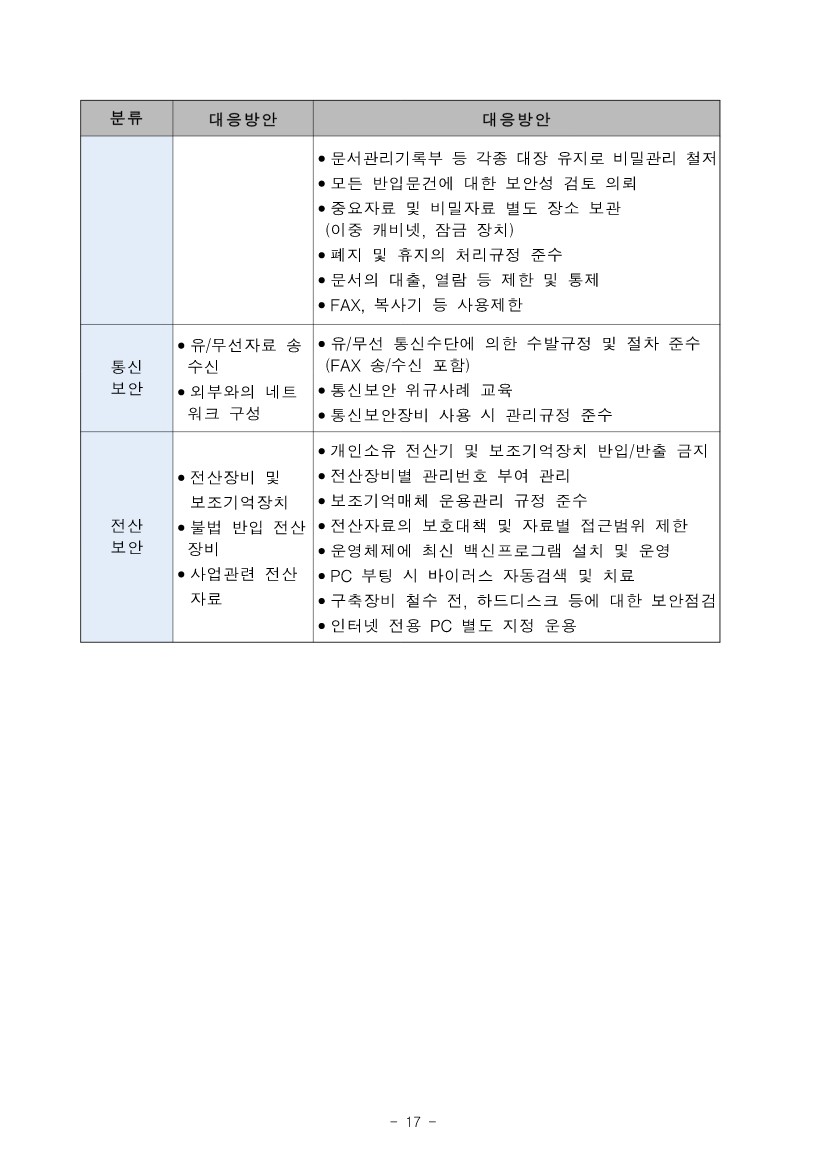 분류 대응방안 대응방안
● 문서관리기록부 등 각종 대장 유지로 비밀관리 철저
● 모든 반입문건에 대한 보안성 검토 의뢰
● 중요자료 및 비밀자료 별도 장소 보관
(이중 캐비넷, 잠금 장치)
● 폐지 및 휴지의 처리규정 준수
● 문서의 대출, 열람 등 제한 및 통제
● FAX, 복사기 등 사용제한
통신
보안
● 유/무선자료 송
수신
● 외부와의 네트
워크 구성
● 유/무선 통신수단에 의한 수발규정 및 절차 준수
(FAX 송/수신 포함)
● 통신보안 위규사례 교육
● 통신보안장비 사용 시 관리규정 준수
전산
보안
● 전산장비 및
보조기억장치
● 불법 반입 전산
장비
● 사업관련 전산
자료
● 개인소유 전산기 및 보조기억장치 반입/반출 금지
● 전산장비별 관리번호 부여 관리
● 보조기억매체 운용관리 규정 준수
● 전산자료의 보호대책 및 자료별 접근범위 제한
● 운영체제에 최신 백신프로그램 설치 및 운영
● PC 부팅 시 바이러스 자동검색 및 치료
● 구축장비 철수 전, 하드디스크 등에 대한 보안점검
● 인터넷 전용 PC 별도 지정 운용
- 17 -